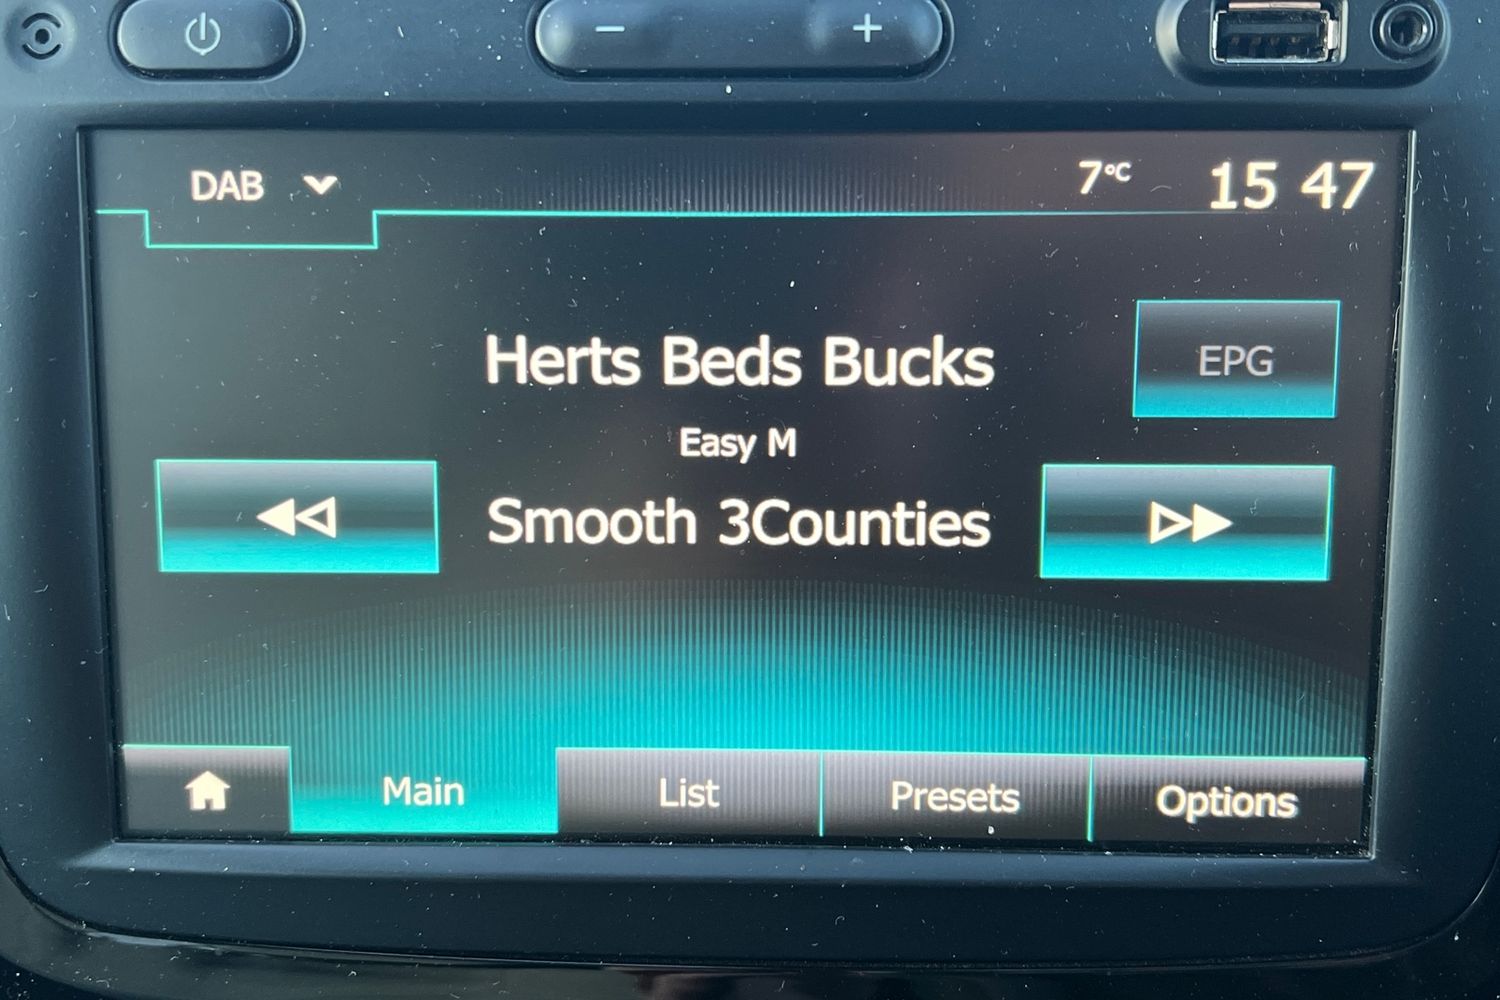 DAB
7°C
15 47
Herts Beds Bucks
EPG
Easy M
Smooth 3Counties
Main
List
Presets
Options